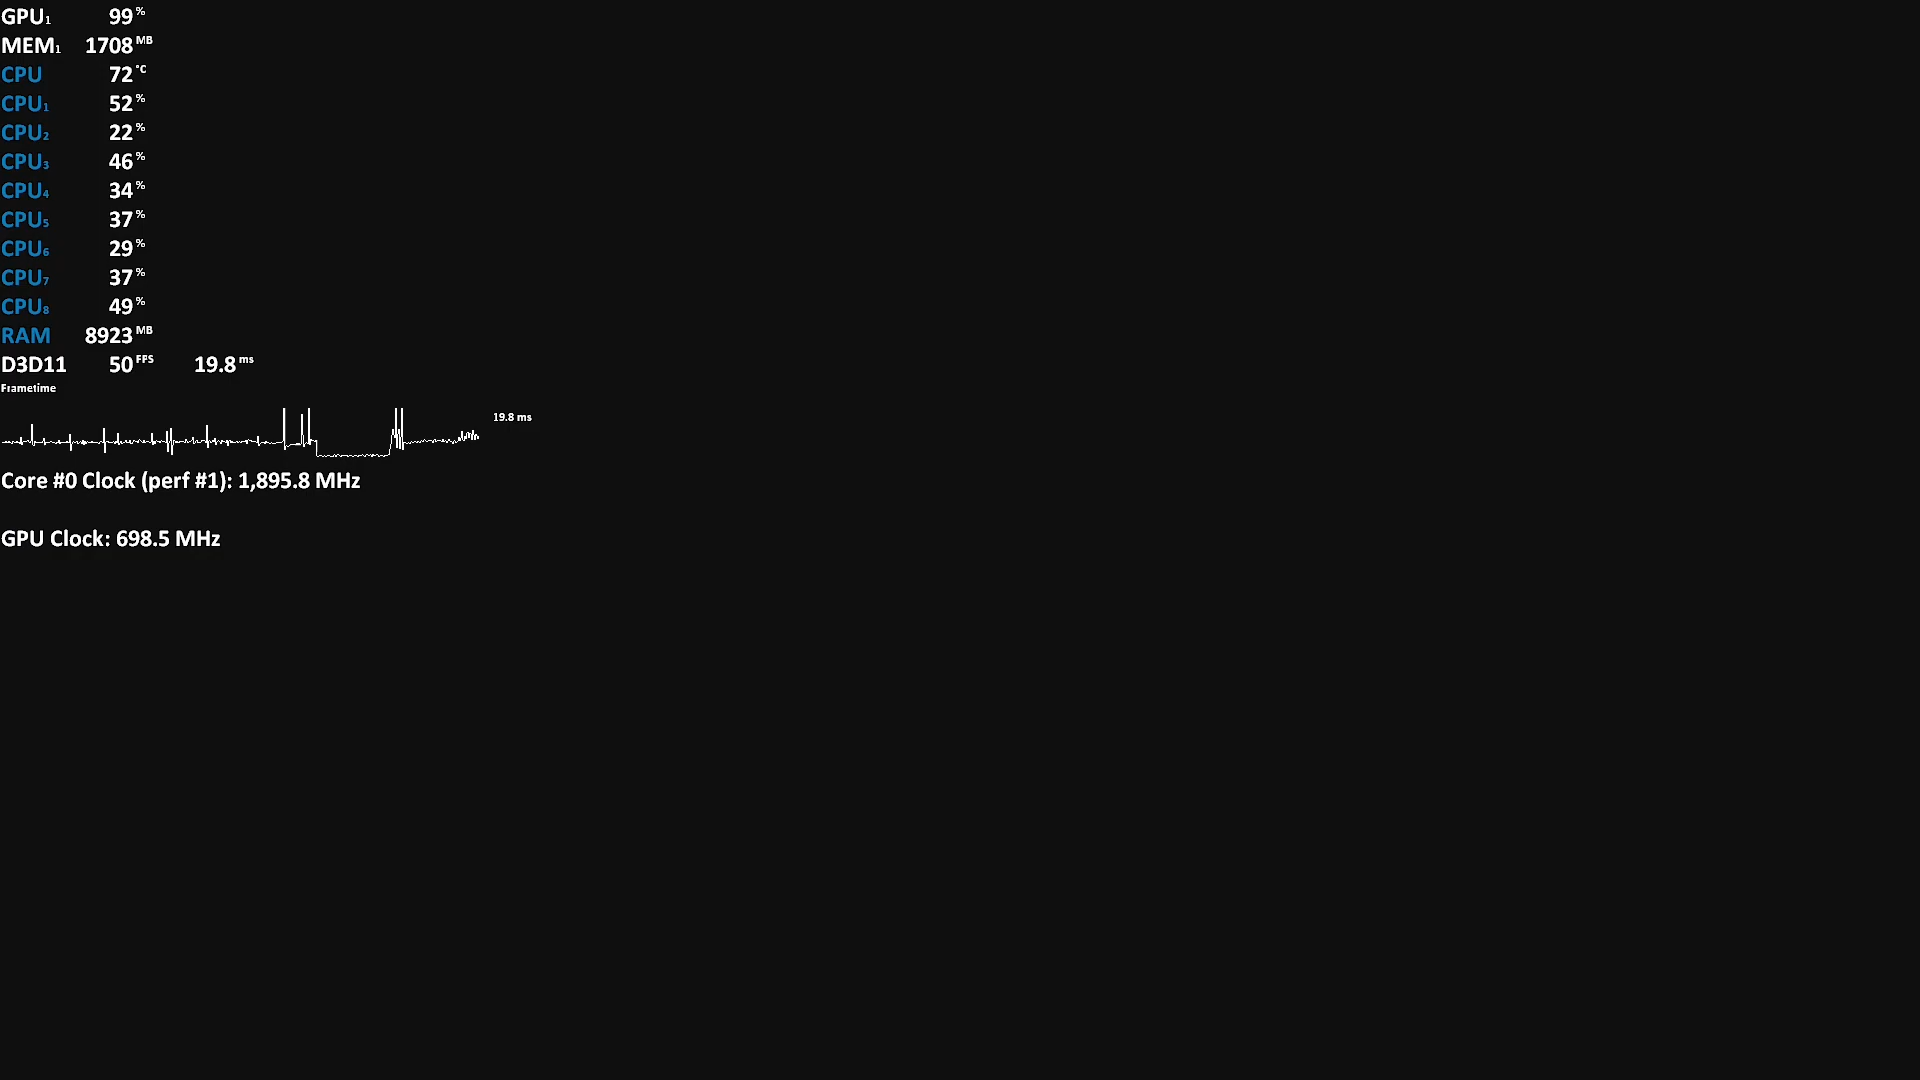 GPU1 99 %
MEM1 1708 MB
CPU 72 °C
CPU1 52 %
CPU2 22 %
CPU3 46 %
CPU4 34 %
CPU5 37 %
CPU6 29 %
CPU7 37 %
CPU8 49 %
RAM 8923 MB
D3D11 50 FPS 19.8 ms
Frametime
19.8 ms
Core #0 Clock (perf #1): 1,895.8 MHz
GPU Clock: 698.5 MHz